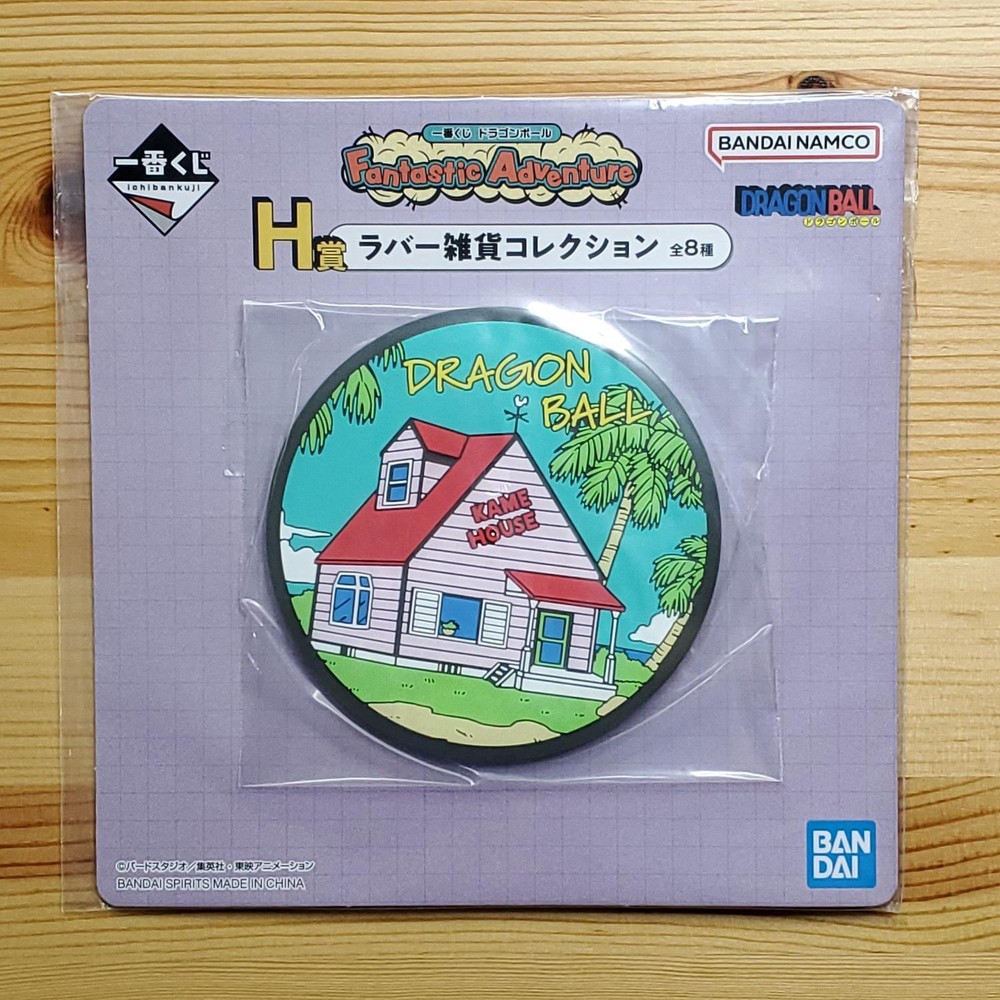 一番くじ
ichibankuji
一番くじ ドラゴンボール
Fantastic Adventure
BANDAI NAMCO
DRAGONBALL
ドラゴンボール
H賞 ラバー雑貨コレクション 全8種
DRAGON
BALL
KAME
HOUSE
©バードスタジオ/集英社・東映アニメーション
BANDAI SPIRITS MADE IN CHINA
BAN
DAI